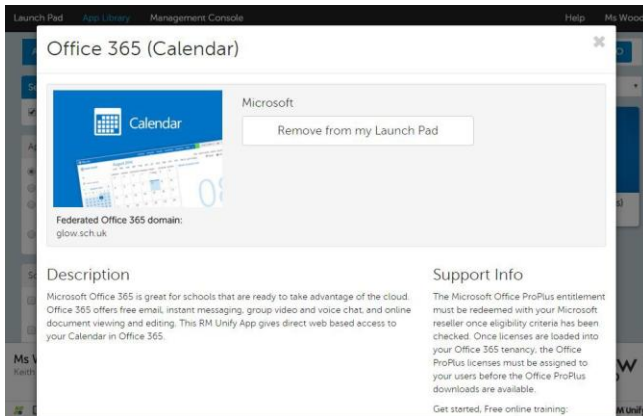 Launch Pad App Library Management Console Help Ms Wood
Office 365 (Calendar)
Calendar
Microsoft
Remove from my Launch Pad
Federated Office 365 domain:
glow.sch.uk
Description
Microsoft Office 365 is great for schools that are ready to take advantage of the cloud.
Office 365 offers free email, instant messaging, group video and voice chat, and online
document viewing and editing. This RM Unify App gives direct web based access to
your Calendar in Office 365.
Support Info
The Microsoft Office ProPlus entitlement
must be redeemed with your Microsoft
reseller once eligibility criteria has been
checked. Once licenses are loaded into
your Office 365 tenancy, the Office
ProPlus licenses must be assigned to
your users before the Office ProPlus
downloads are available.
Get started, Free online training:
Keith